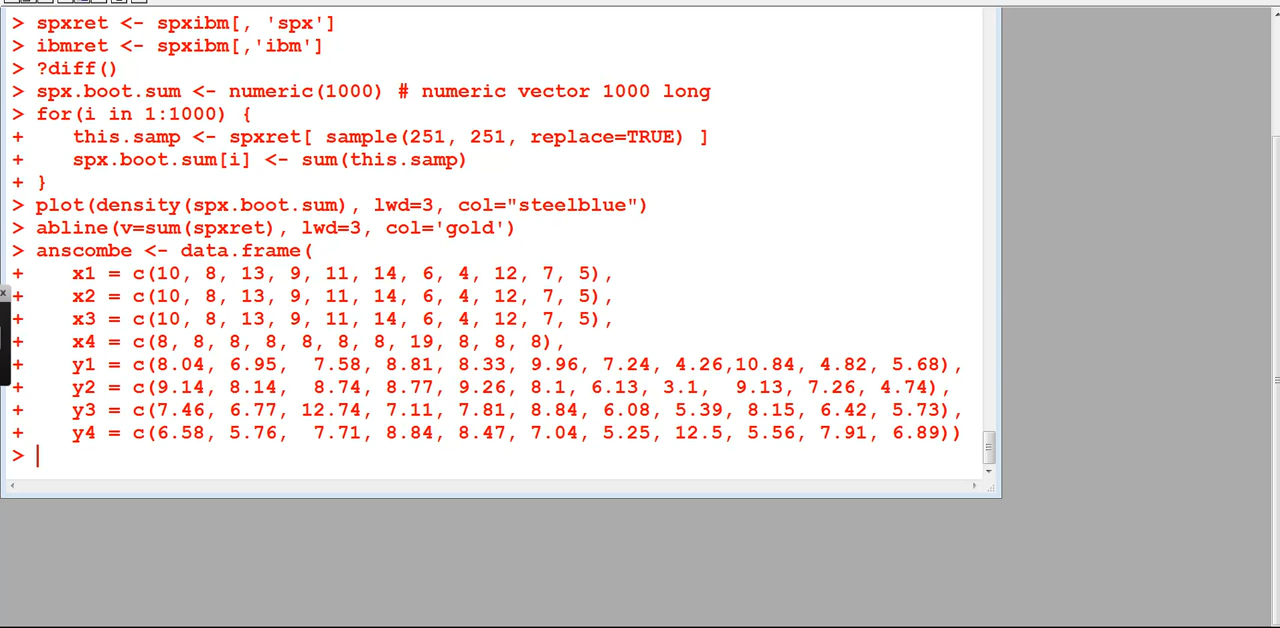 > spxret <- spxibm[, 'spx']
> ibmret <- spxibm[,'ibm']
> ?diff()
> spx.boot.sum <- numeric(1000) # numeric vector 1000 long
> for(i in 1:1000) {
+    this.samp <- spxret[ sample(251, 251, replace=TRUE) ]
+    spx.boot.sum[i] <- sum(this.samp)
+ }
> plot(density(spx.boot.sum), lwd=3, col="steelblue")
> abline(v=sum(spxret), lwd=3, col='gold')
> anscombe <- data.frame(
+    x1 = c(10, 8, 13, 9, 11, 14, 6, 4, 12, 7, 5),
+    x2 = c(10, 8, 13, 9, 11, 14, 6, 4, 12, 7, 5),
+    x3 = c(10, 8, 13, 9, 11, 14, 6, 4, 12, 7, 5),
+    x4 = c(8, 8, 8, 8, 8, 8, 8, 19, 8, 8, 8),
+    y1 = c(8.04, 6.95,  7.58, 8.81, 8.33, 9.96, 7.24, 4.26,10.84, 4.82, 5.68),
+    y2 = c(9.14, 8.14,  8.74, 8.77, 9.26, 8.1, 6.13, 3.1,  9.13, 7.26, 4.74),
+    y3 = c(7.46, 6.77, 12.74, 7.11, 7.81, 8.84, 6.08, 5.39, 8.15, 6.42, 5.73),
+    y4 = c(6.58, 5.76,  7.71, 8.84, 8.47, 7.04, 5.25, 12.5, 5.56, 7.91, 6.89))
>